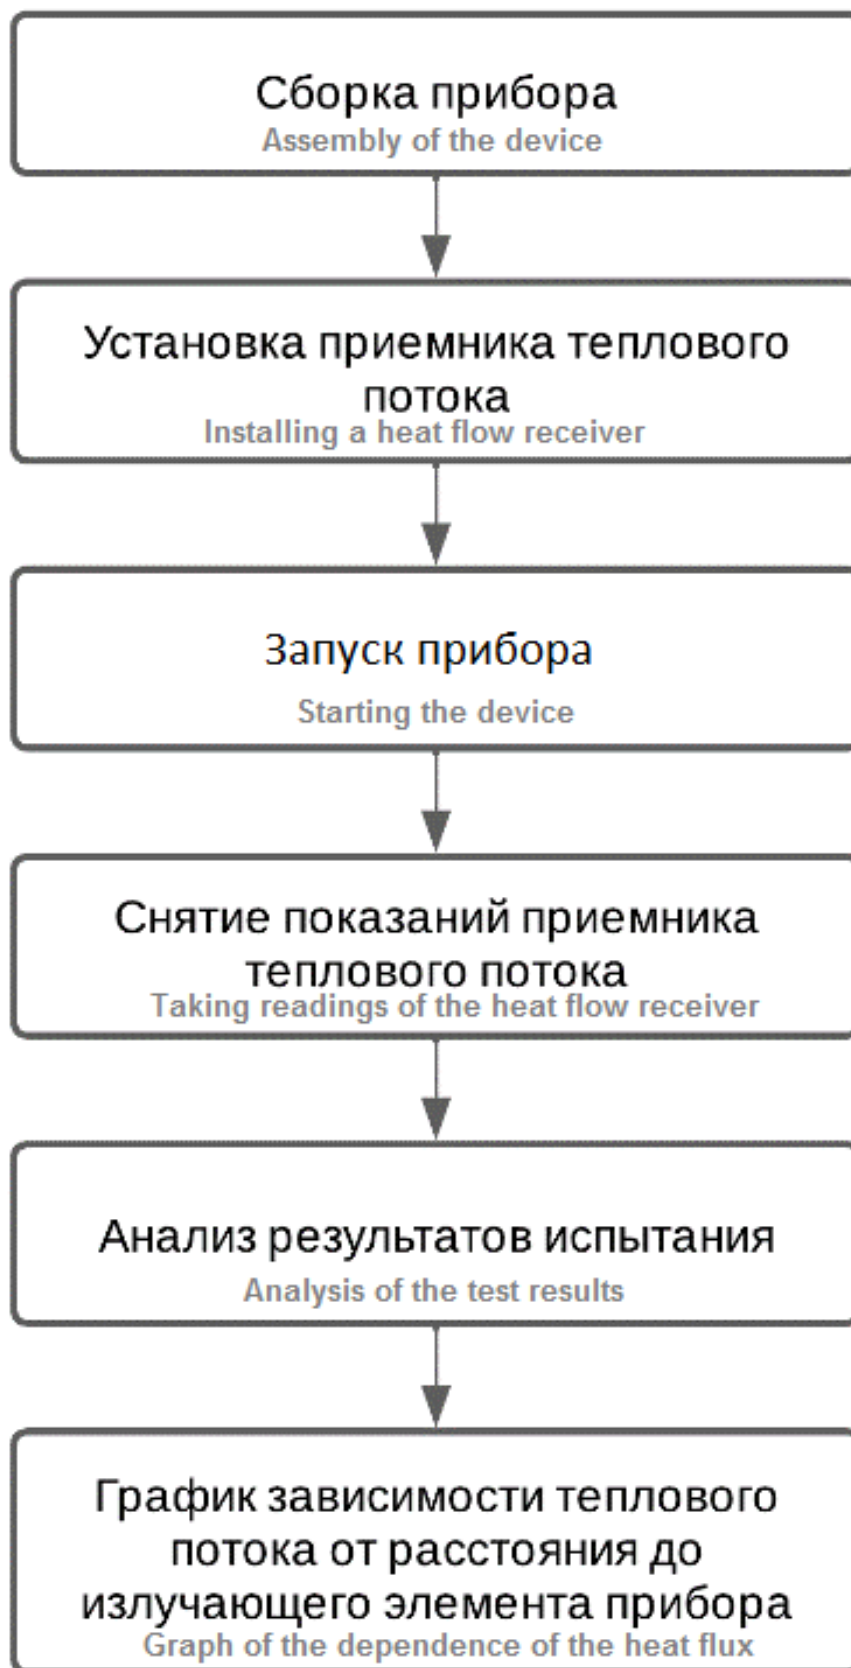 Сборка прибора
Assembly of the device
Установка приемника теплового
потока
Installing a heat flow receiver
Запуск прибора
Starting the device
Снятие показаний приемника
теплового потока
Taking readings of the heat flow receiver
Анализ результатов испытания
Analysis of the test results
График зависимости теплового
потока от расстояния до
излучающего элемента прибора
Graph of the dependence of the heat flux